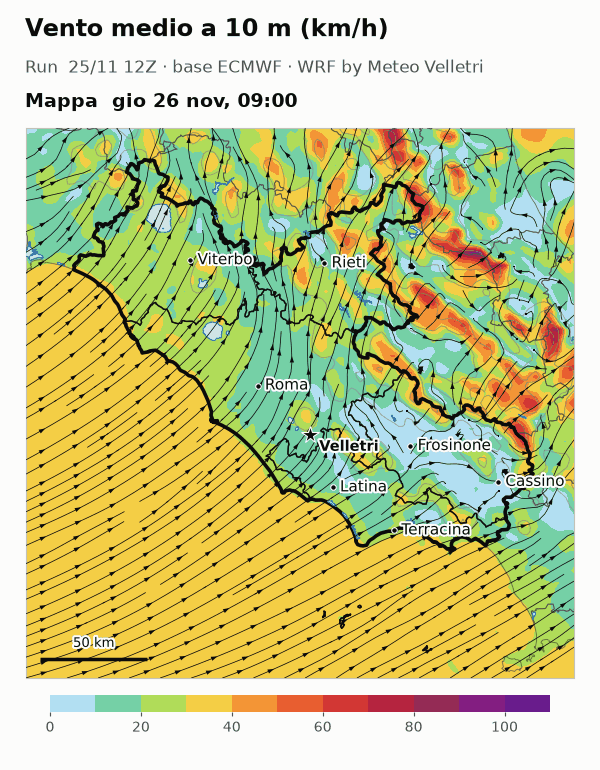 Vento medio a 10 m (km/h)
Run  25/11 12Z · base ECMWF · WRF by Meteo Velletri
Mappa  gio 26 nov, 09:00
Viterbo
Rieti
Roma
Velletri
Frosinone
Cassino
Latina
Terracina
50 km
0 20 40 60 80 100